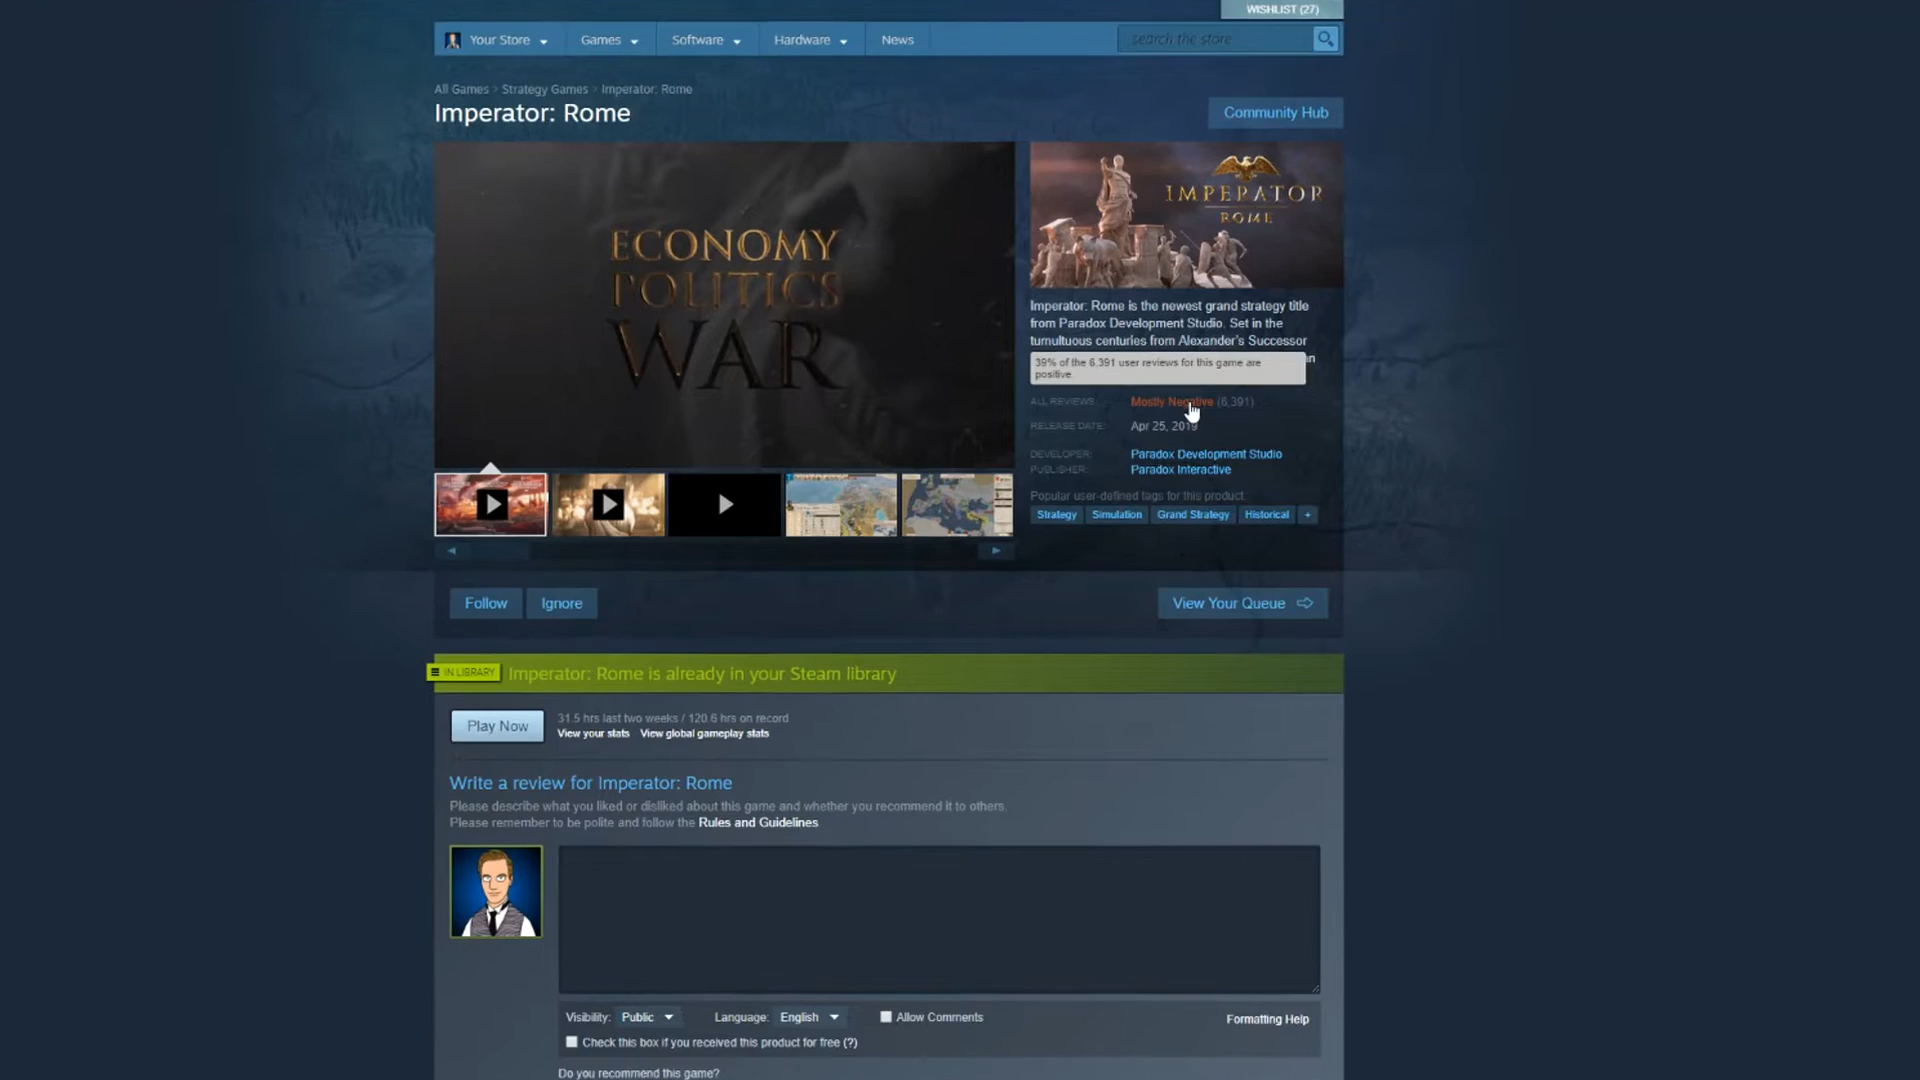 WISHLIST (27)
Your Store
Games
Software
Hardware
News
search the store
All Games > Strategy Games > Imperator: Rome
Imperator: Rome
Community Hub
ECONOMY
POLITICS
WAR
IMPERATOR
ROME
Imperator: Rome is the newest grand strategy title
from Paradox Development Studio. Set in the
tumultuous centuries from Alexander's Successor
39% of the 6,391 user reviews for this game are
positive.
ALL REVIEWS: Mostly Negative (6,391)
RELEASE DATE: Apr 25, 2019
DEVELOPER: Paradox Development Studio
PUBLISHER: Paradox Interactive
Popular user-defined tags for this product:
Strategy Simulation Grand Strategy Historical +
Follow
Ignore
View Your Queue
IN LIBRARY
Imperator: Rome is already in your Steam library
Play Now
31.5 hrs last two weeks / 120.6 hrs on record
View your stats View global gameplay stats
Write a review for Imperator: Rome
Please describe what you liked or disliked about this game and whether you recommend it to others.
Please remember to be polite and follow the Rules and Guidelines
Visibility: Public Language: English Allow Comments
Formatting Help
Check this box if you received this product for free (?)
Do you recommend this game?